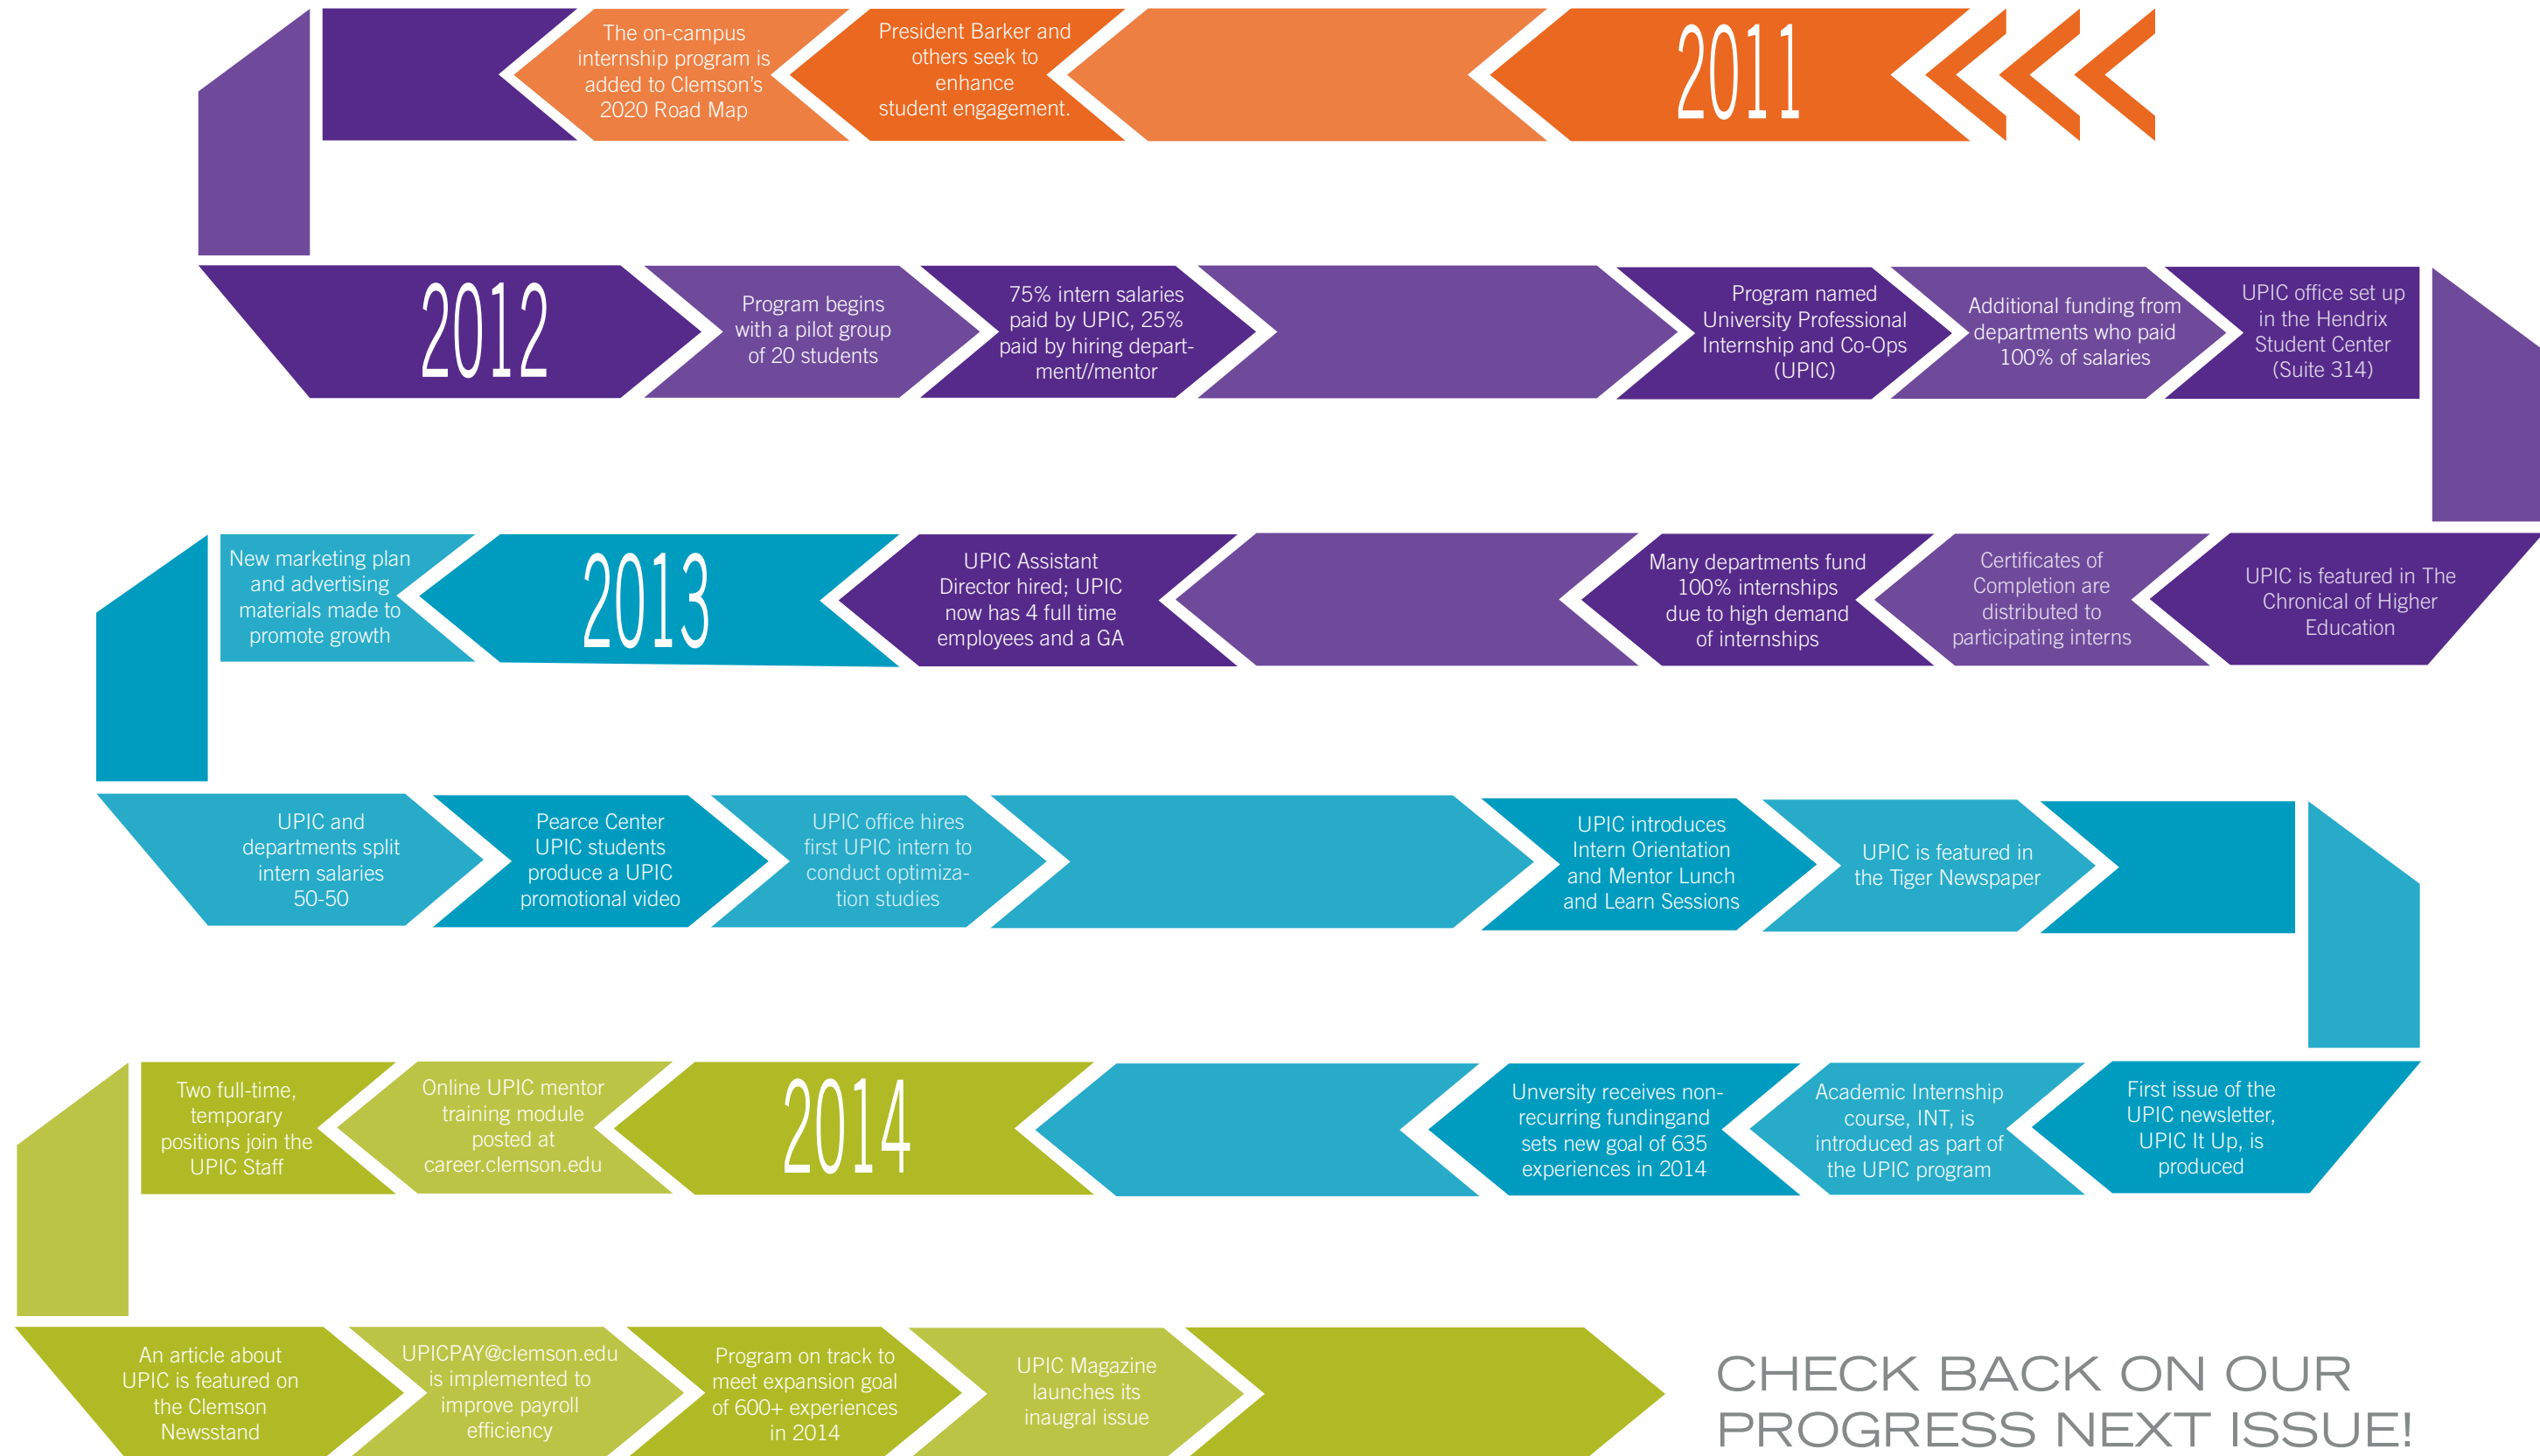 2011
President Barker and
others seek to
enhance
student engagement.
The on-campus
internship program is
added to Clemson's
2020 Road Map
2012
Program begins
with a pilot group
of 20 students
75% intern salaries
paid by UPIC, 25%
paid by hiring depart-
ment//mentor
Program named
University Professional
Internship and Co-Ops
(UPIC)
Additional funding from
departments who paid
100% of salaries
UPIC office set up
in the Hendrix
Student Center
(Suite 314)
UPIC is featured in The
Chronical of Higher
Education
Certificates of
Completion are
distributed to
participating interns
Many departments fund
100% internships
due to high demand
of internships
UPIC Assistant
Director hired; UPIC
now has 4 full time
employees and a GA
2013
New marketing plan
and advertising
materials made to
promote growth
UPIC and
departments split
intern salaries
50-50
Pearce Center
UPIC students
produce a UPIC
promotional video
UPIC office hires
first UPIC intern to
conduct optimiza-
tion studies
UPIC introduces
Intern Orientation
and Mentor Lunch
and Learn Sessions
UPIC is featured in
the Tiger Newspaper
First issue of the
UPIC newsletter,
UPIC It Up, is
produced
Academic Internship
course, INT, is
introduced as part of
the UPIC program
Unversity receives non-
recurring fundingand
sets new goal of 635
experiences in 2014
2014
Online UPIC mentor
training module
posted at
career.clemson.edu
Two full-time,
temporary
positions join the
UPIC Staff
An article about
UPIC is featured on
the Clemson
Newsstand
UPICPAY@clemson.edu
is implemented to
improve payroll
efficiency
Program on track to
meet expansion goal
of 600+ experiences
in 2014
UPIC Magazine
launches its
inaugral issue
CHECK BACK ON OUR
PROGRESS NEXT ISSUE!